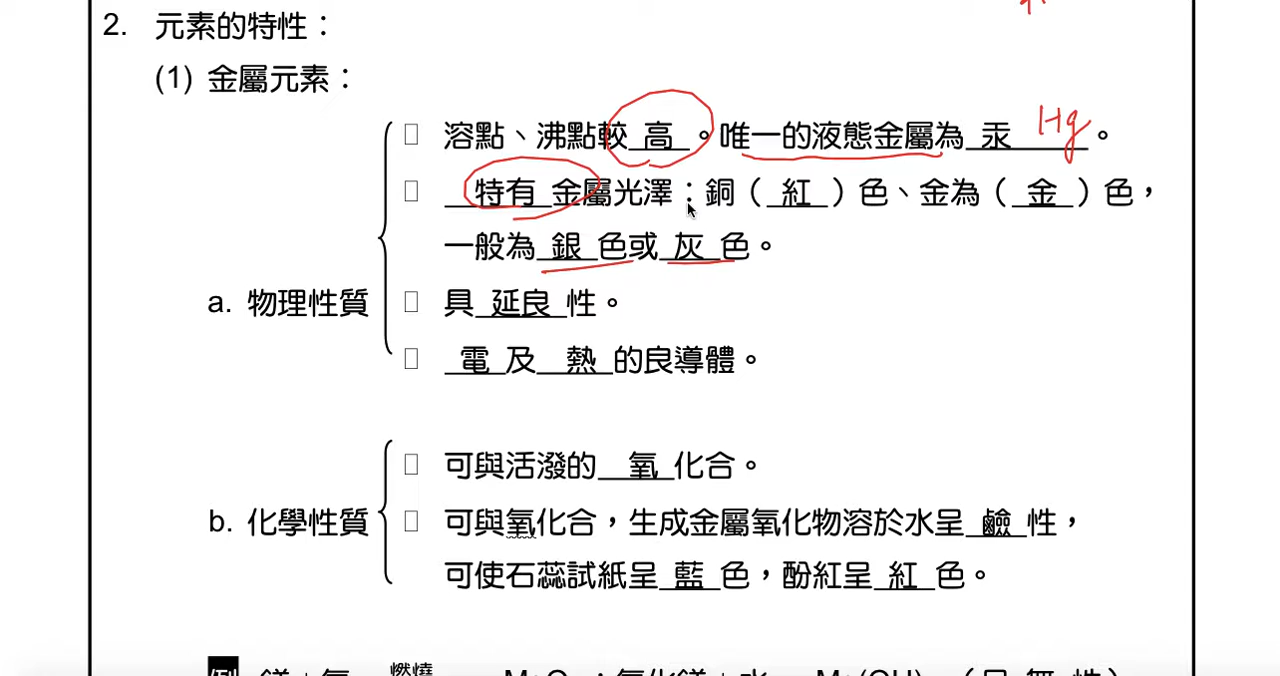 2. 元素的特性：
(1) 金屬元素：
溶點、沸點較 高 。唯一的液態金屬為 汞 Hg 。
特有 金屬光澤：銅（ 紅 ）色、金為（ 金 ）色，
一般為 銀 色或 灰 色。
a. 物理性質
具 延良 性。
電 及 熱 的良導體。
可與活潑的 氧 化合。
b. 化學性質
可與氧化合，生成金屬氧化物溶於水呈 鹼 性，
可使石蕊試紙呈 藍 色，酚紅呈 紅 色。
燃燒